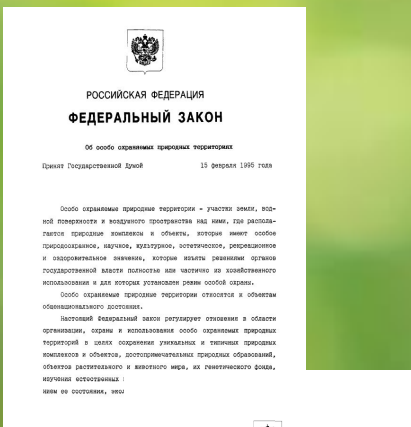 РОССИЙСКАЯ ФЕДЕРАЦИЯ
ФЕДЕРАЛЬНЫЙ ЗАКОН
Об особо охраняемых природных территориях
Принят Государственной Думой 15 февраля 1995 года
Особо охраняемые природные территории - участки земли, вод-
ной поверхности и воздушного пространства над ними, где распола-
гаются природные комплексы и объекты, которые имеют особое
природоохранное, научное, культурное, эстетическое, рекреационное
и оздоровительное значение, которые изъяты решениями органов
государственной власти полностью или частично из хозяйственного
использования и для которых установлен режим особой охраны.
Особо охраняемые природные территории относятся к объектам
общенационального достояния.
Настоящий Федеральный закон регулирует отношения в области
организации, охраны и использования особо охраняемых природных
территорий в целях сохранения уникальных и типичных природных
комплексов и объектов, достопримечательных природных образований,
объектов растительного и животного мира, их генетического фонда,
изучения естественных
нием ее состояния, экол